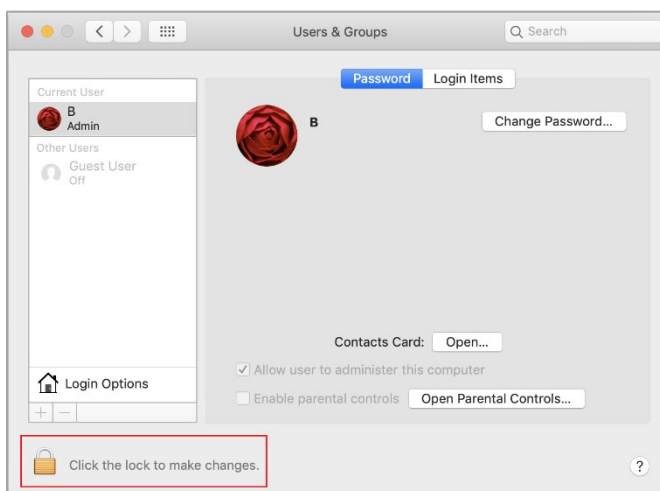 Users & Groups
Search
Password
Login Items
Current User
B
Admin
Other Users
Guest User
Off
B
Change Password...
Contacts Card:
Open...
Allow user to administer this computer
Enable parental controls
Open Parental Controls...
Login Options
+
−
Click the lock to make changes.
?